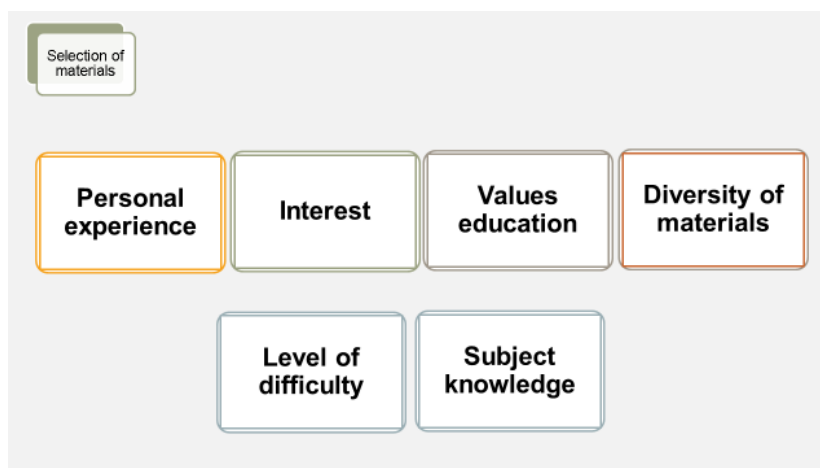 Selection of
materials
Personal
experience
Interest
Values
education
Diversity of
materials
Level of
difficulty
Subject
knowledge